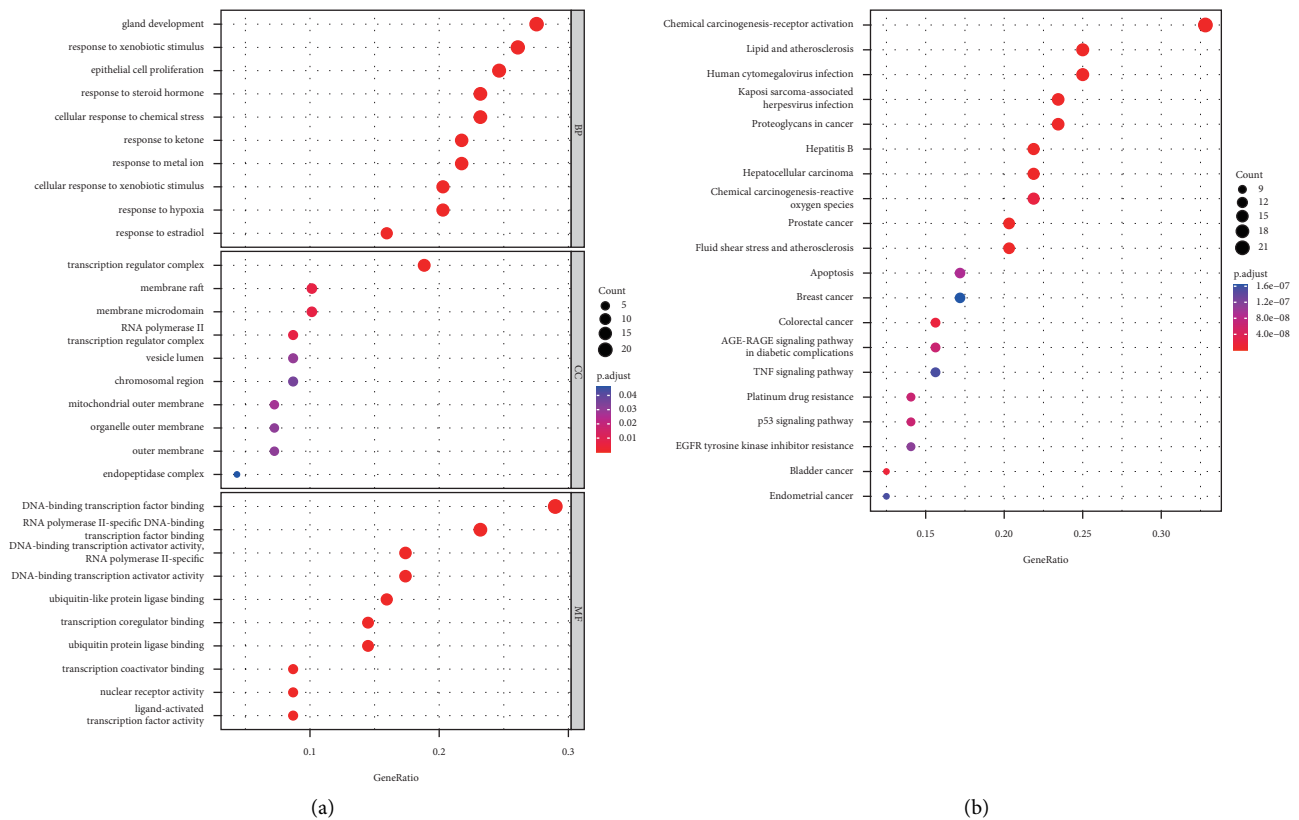 gland development
response to xenobiotic stimulus
epithelial cell proliferation
response to steroid hormone
cellular response to chemical stress
response to ketone
response to metal ion
cellular response to xenobiotic stimulus
response to hypoxia
response to estradiol
BP
transcription regulator complex
membrane raft
membrane microdomain
RNA polymerase II
transcription regulator complex
vesicle lumen
chromosomal region
mitochondrial outer membrane
organelle outer membrane
outer membrane
endopeptidase complex
CC
DNA-binding transcription factor binding
RNA polymerase II-specific DNA-binding
transcription factor binding
DNA-binding transcription activator activity,
RNA polymerase II-specific
DNA-binding transcription activator activity
ubiquitin-like protein ligase binding
transcription coregulator binding
ubiquitin protein ligase binding
transcription coactivator binding
nuclear receptor activity
ligand-activated
transcription factor activity
MF
0.1 0.2 0.3
GeneRatio
Count
5
10
15
20
p.adjust
0.04
0.03
0.02
0.01
(a)
Chemical carcinogenesis-receptor activation
Lipid and atherosclerosis
Human cytomegalovirus infection
Kaposi sarcoma-associated
herpesvirus infection
Proteoglycans in cancer
Hepatitis B
Hepatocellular carcinoma
Chemical carcinogenesis-reactive
oxygen species
Prostate cancer
Fluid shear stress and atherosclerosis
Apoptosis
Breast cancer
Colorectal cancer
AGE-RAGE signaling pathway
in diabetic complications
TNF signaling pathway
Platinum drug resistance
p53 signaling pathway
EGFR tyrosine kinase inhibitor resistance
Bladder cancer
Endometrial cancer
0.15 0.20 0.25 0.30
GeneRatio
Count
9
12
15
18
21
p.adjust
1.6e−07
1.2e−07
8.0e−08
4.0e−08
(b)